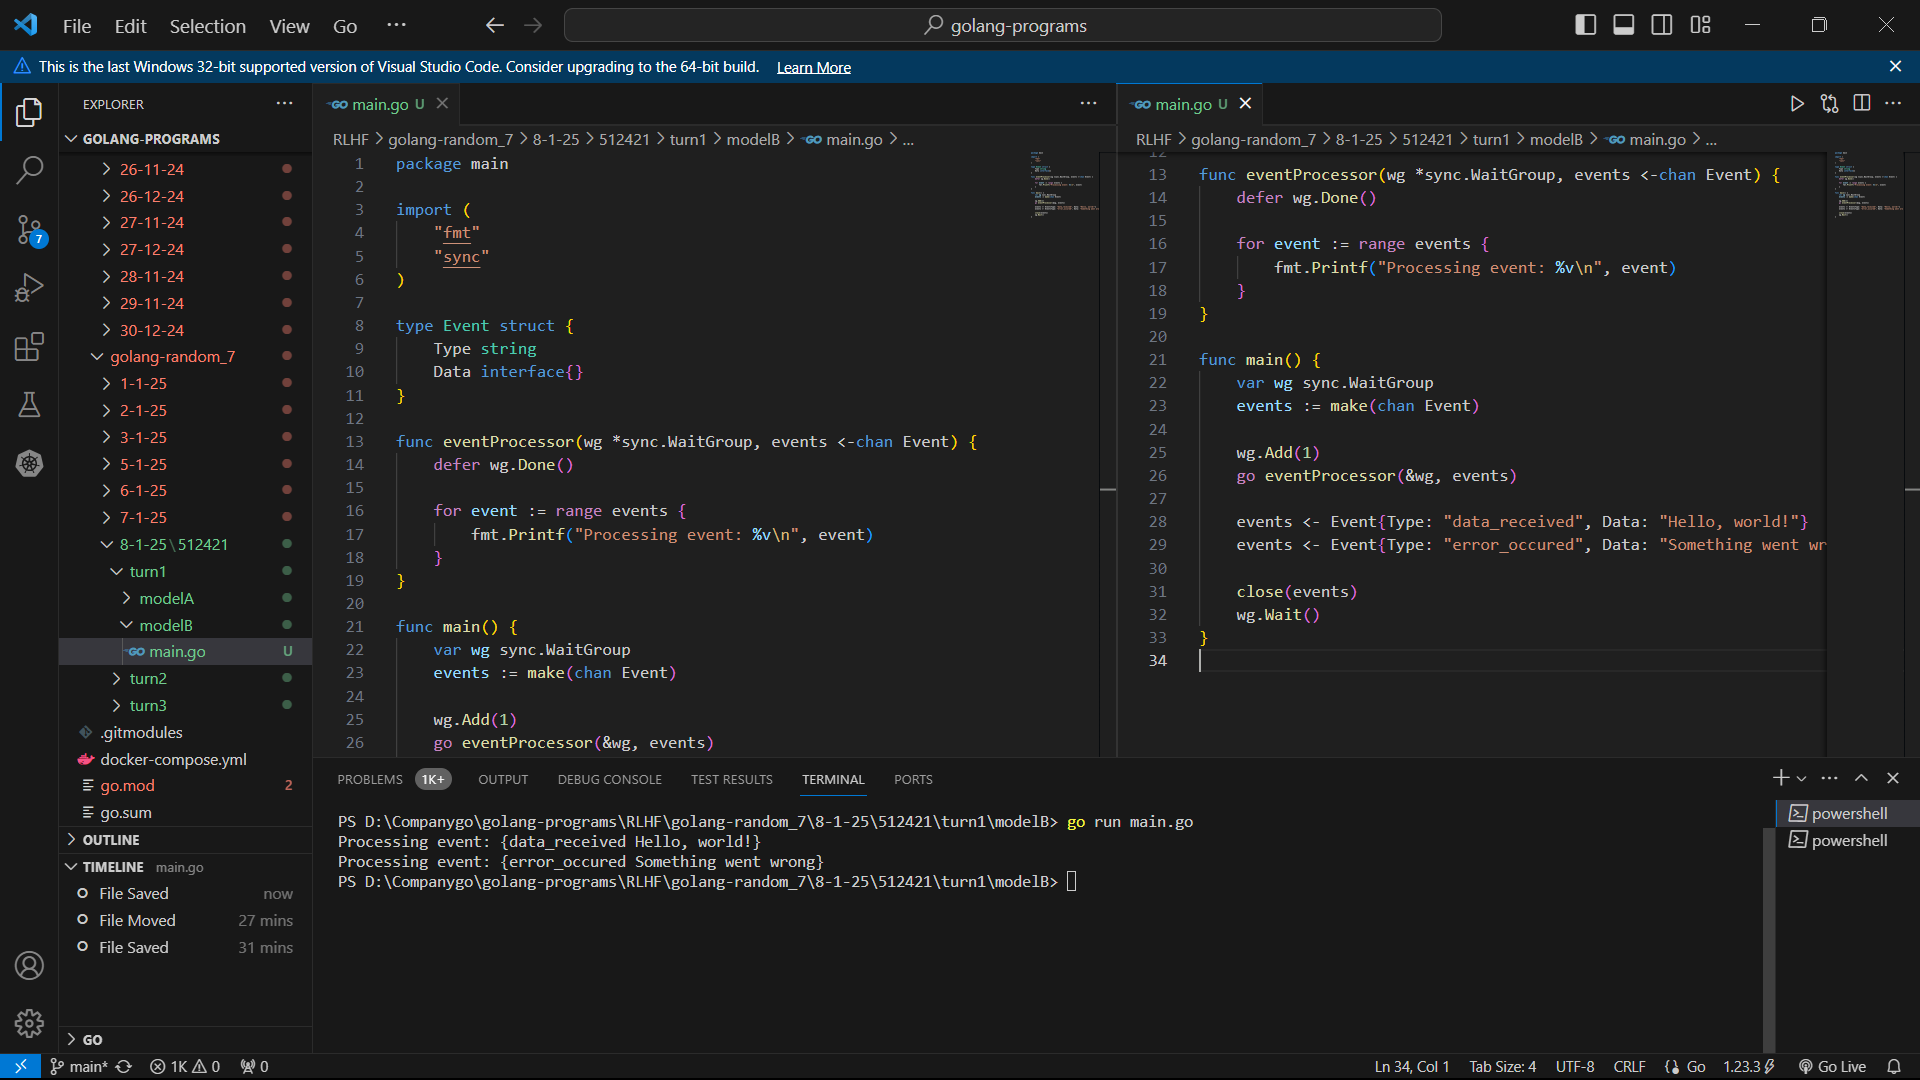 File Edit Selection View Go ··· golang-programs
This is the last Windows 32-bit supported version of Visual Studio Code. Consider upgrading to the 64-bit build. Learn More
EXPLORER
GOLANG-PROGRAMS
26-11-24
26-12-24
27-11-24
27-12-24
28-11-24
29-11-24
30-12-24
golang-random_7
1-1-25
2-1-25
3-1-25
5-1-25
6-1-25
7-1-25
8-1-25\512421
turn1
modelA
modelB
main.go U
turn2
turn3
.gitmodules
docker-compose.yml
go.mod 2
go.sum
OUTLINE
TIMELINE main.go
File Saved now
File Moved 27 mins
File Saved 31 mins
GO
main.go U
RLHF > golang-random_7 > 8-1-25 > 512421 > turn1 > modelB > main.go > ...
1 package main
2
3 import (
4 "fmt"
5 "sync"
6 )
7
8 type Event struct {
9 Type string
10 Data interface{}
11 }
12
13 func eventProcessor(wg *sync.WaitGroup, events <-chan Event) {
14 defer wg.Done()
15
16 for event := range events {
17 fmt.Printf("Processing event: %v\n", event)
18 }
19 }
20
21 func main() {
22 var wg sync.WaitGroup
23 events := make(chan Event)
24
25 wg.Add(1)
26 go eventProcessor(&wg, events)
main.go U
RLHF > golang-random_7 > 8-1-25 > 512421 > turn1 > modelB > main.go > ...
12
13 func eventProcessor(wg *sync.WaitGroup, events <-chan Event) {
14 defer wg.Done()
15
16 for event := range events {
17 fmt.Printf("Processing event: %v\n", event)
18 }
19 }
20
21 func main() {
22 var wg sync.WaitGroup
23 events := make(chan Event)
24
25 wg.Add(1)
26 go eventProcessor(&wg, events)
27
28 events <- Event{Type: "data_received", Data: "Hello, world!"}
29 events <- Event{Type: "error_occured", Data: "Something went wr
30
31 close(events)
32 wg.Wait()
33 }
34
PROBLEMS 1K+ OUTPUT DEBUG CONSOLE TEST RESULTS TERMINAL PORTS
PS D:\Companygo\golang-programs\RLHF\golang-random_7\8-1-25\512421\turn1\modelB> go run main.go
Processing event: {data_received Hello, world!}
Processing event: {error_occured Something went wrong}
PS D:\Companygo\golang-programs\RLHF\golang-random_7\8-1-25\512421\turn1\modelB>
powershell
powershell
7
main* 1K 0 0 Ln 34, Col 1 Tab Size: 4 UTF-8 CRLF Go 1.23.3 Go Live